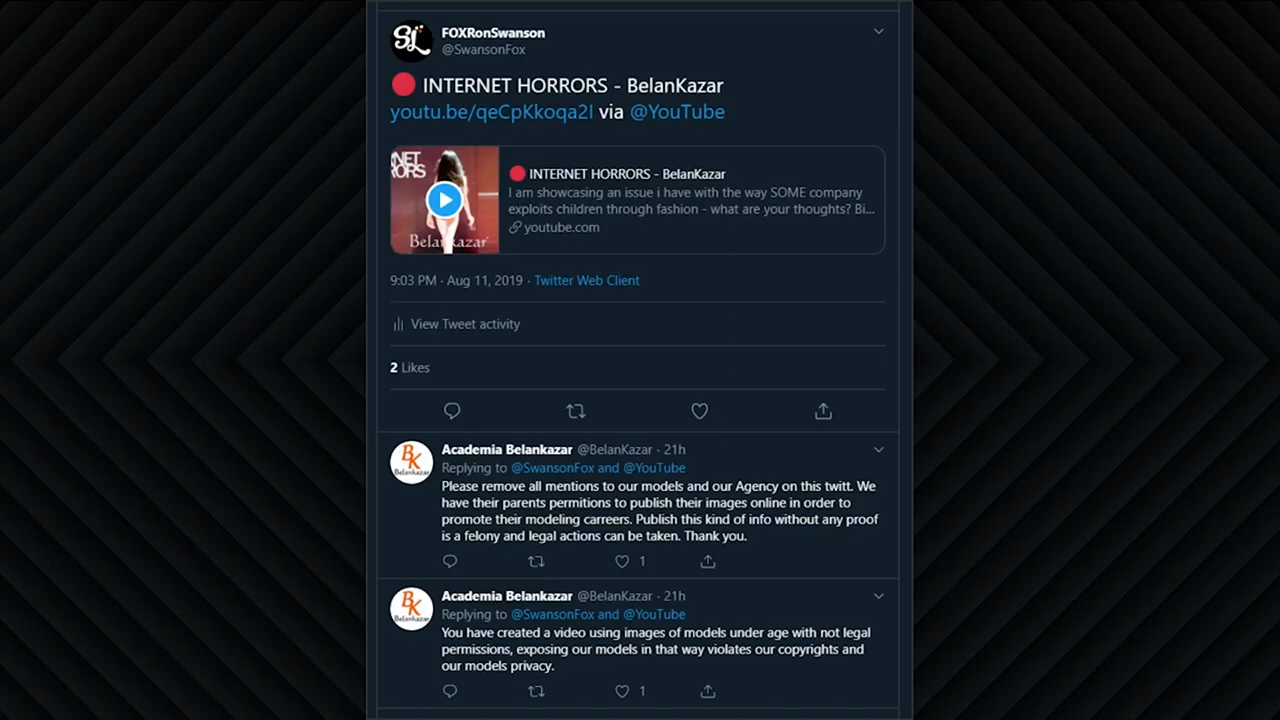 FOXRonSwanson
@SwansonFox
INTERNET HORRORS - BelanKazar
youtu.be/qeCpKkoqa2I via @YouTube
NET
RORS
Belankazar
INTERNET HORRORS - BelanKazar
I am showcasing an issue i have with the way SOME company
exploits children through fashion - what are your thoughts? Bi...
youtube.com
9:03 PM · Aug 11, 2019 · Twitter Web Client
View Tweet activity
2 Likes
BK
Belankazar
Academia Belankazar @BelanKazar · 21h
Replying to @SwansonFox and @YouTube
Please remove all mentions to our models and our Agency on this twitt. We
have their parents permitions to publish their images online in order to
promote their modeling carreers. Publish this kind of info without any proof
is a felony and legal actions can be taken. Thank you.
1
BK
Belankazar
Academia Belankazar @BelanKazar · 21h
Replying to @SwansonFox and @YouTube
You have created a video using images of models under age with not legal
permissions, exposing our models in that way violates our copyrights and
our models privacy.
1